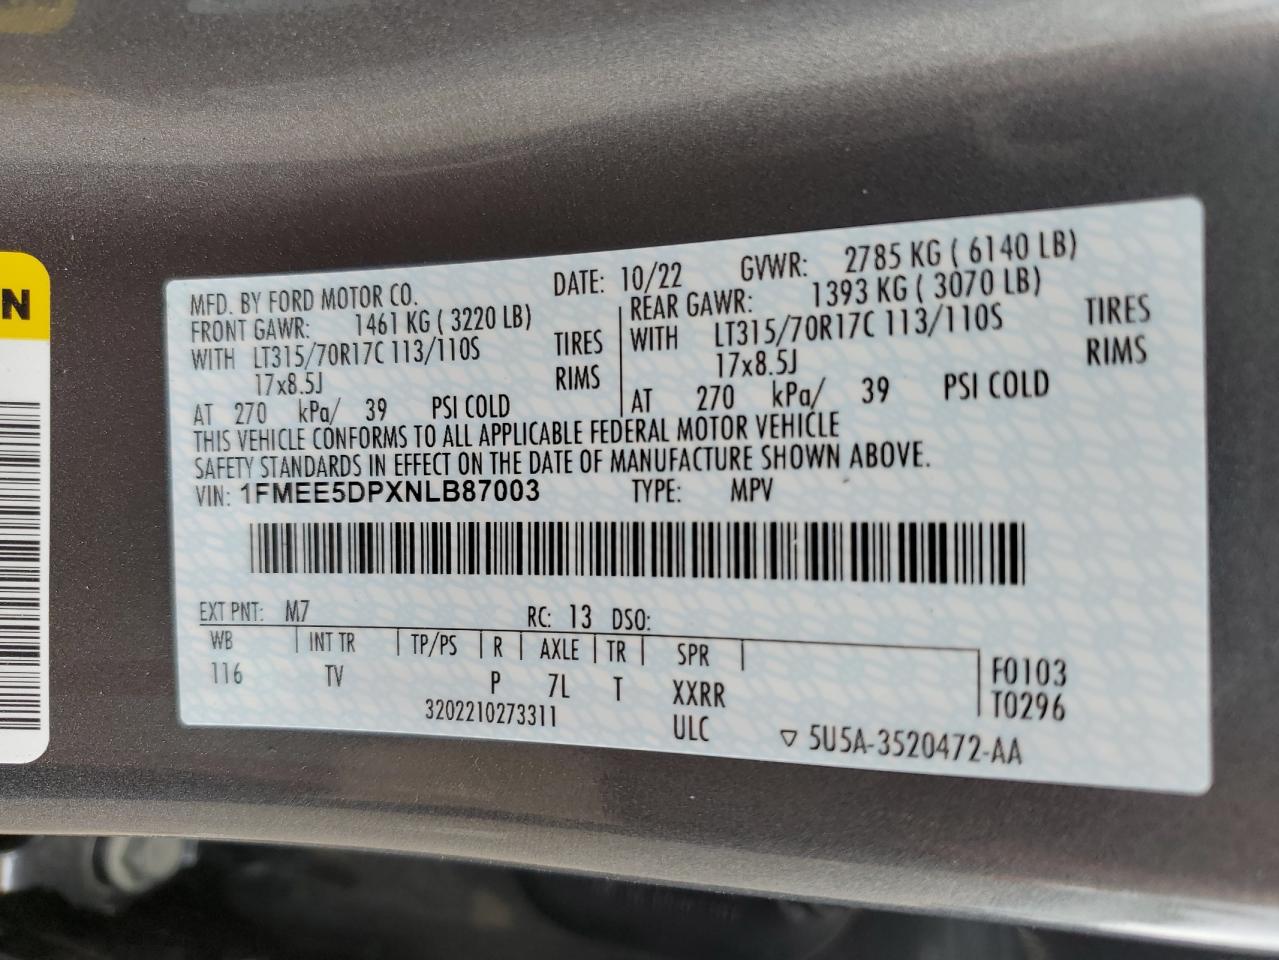 N
MFD. BY FORD MOTOR CO. DATE: 10/22 GVWR: 2785 KG ( 6140 LB)
FRONT GAWR: 1461 KG ( 3220 LB) REAR GAWR: 1393 KG ( 3070 LB)
WITH LT315/70R17C 113/110S TIRES WITH LT315/70R17C 113/110S TIRES
17x8.5J RIMS 17x8.5J RIMS
AT 270 kPa/ 39 PSI COLD AT 270 kPa/ 39 PSI COLD
THIS VEHICLE CONFORMS TO ALL APPLICABLE FEDERAL MOTOR VEHICLE
SAFETY STANDARDS IN EFFECT ON THE DATE OF MANUFACTURE SHOWN ABOVE.
VIN: 1FMEE5DPXNLB87003 TYPE: MPV
EXT PNT: M7 RC: 13 DSO:
WB INT TR TP/PS R AXLE TR SPR
116 TV P 7L T XXRR F0103
T0296
3202210273311 ULC ▽ 5U5A-3520472-AA